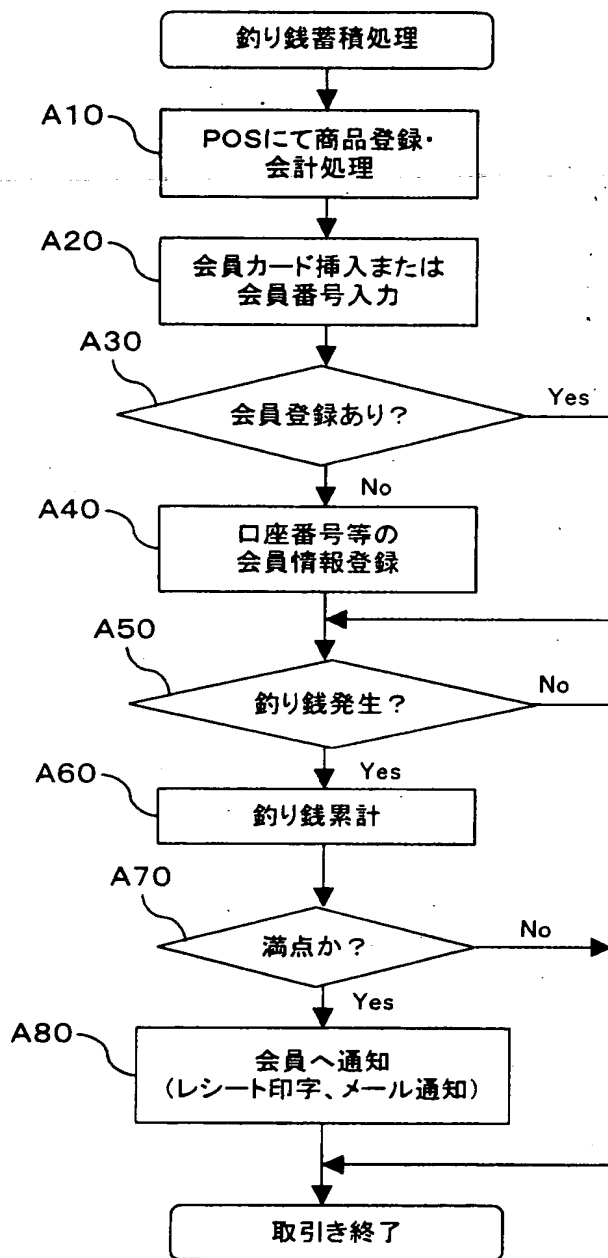 釣り銭蓄積処理
A10
POSにて商品登録・
会計処理
A20
会員カード挿入または
会員番号入力
A30
会員登録あり？
Yes
No
A40
口座番号等の
会員情報登録
A50
釣り銭発生？
No
Yes
A60
釣り銭累計
A70
満点か？
No
Yes
A80
会員へ通知
（レシート印字、メール通知）
取引き終了